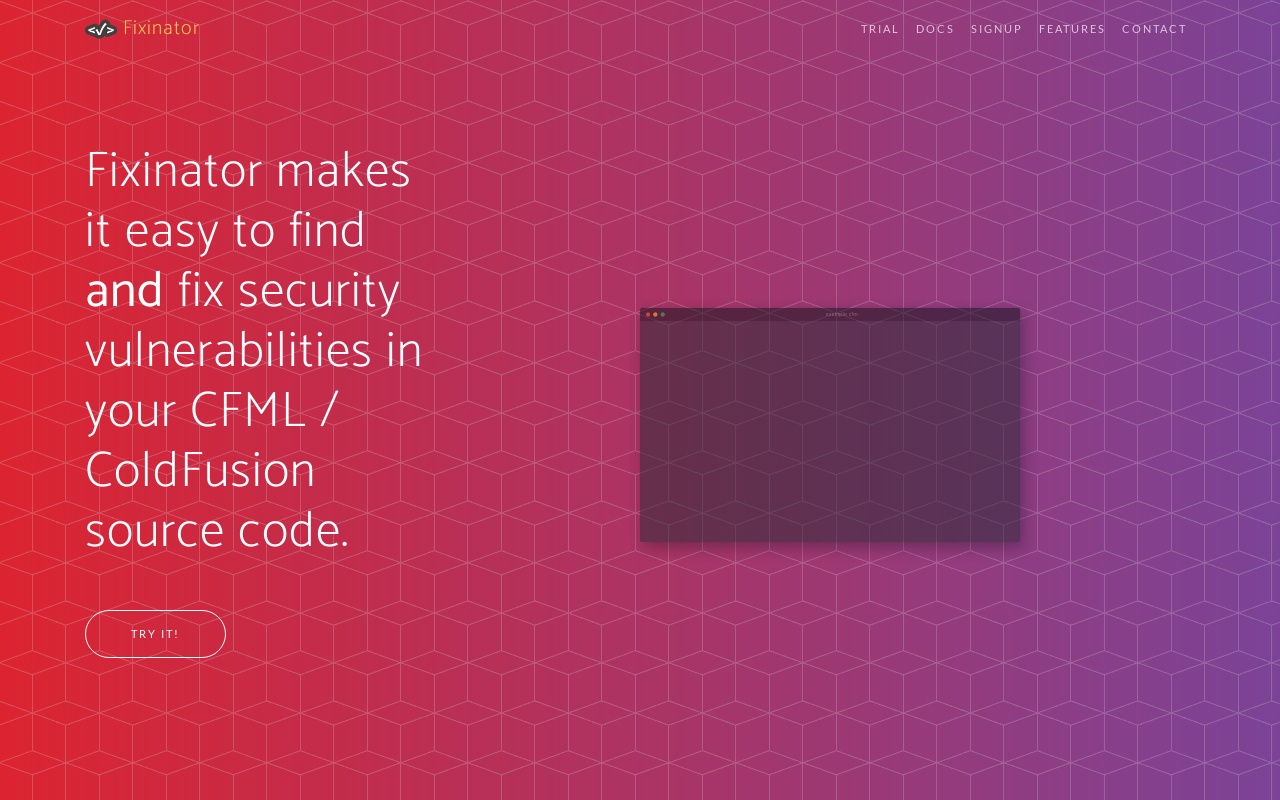 Fixinator
TRIAL DOCS SIGNUP FEATURES CONTACT
Fixinator makes
it easy to find
and fix security
vulnerabilities in
your CFML /
ColdFusion
source code.
TRY IT!